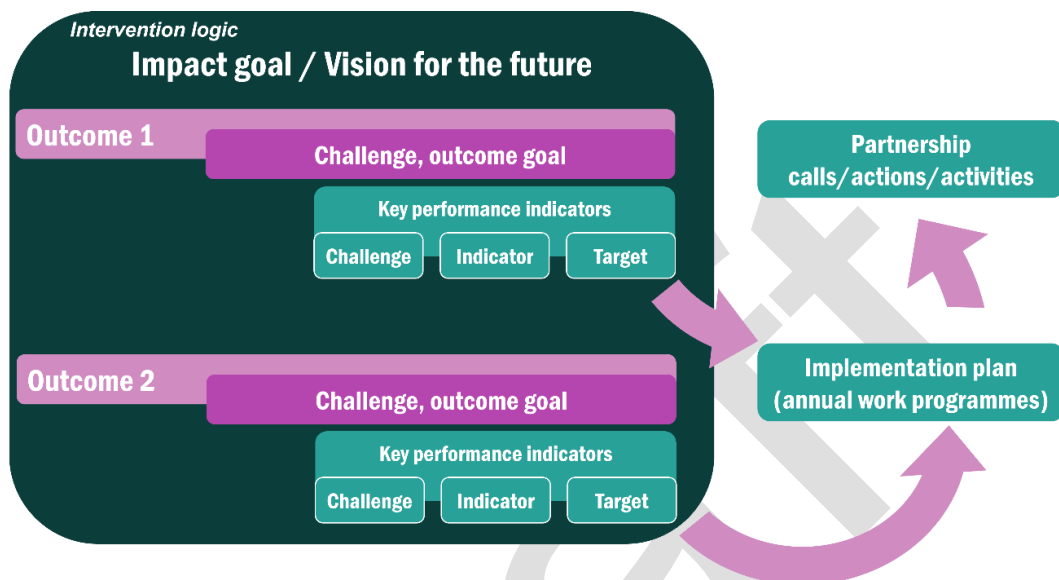 Intervention logic
Impact goal / Vision for the future
Outcome 1
Challenge, outcome goal
Key performance indicators
Challenge
Indicator
Target
Outcome 2
Challenge, outcome goal
Key performance indicators
Challenge
Indicator
Target
Partnership
calls/actions/activities
Implementation plan
(annual work programmes)